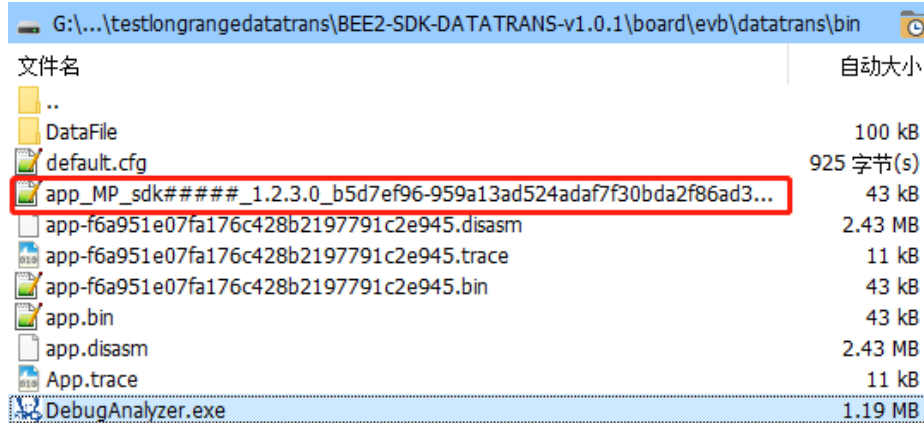 G:\...\testlongrangedatatrans\BEE2-SDK-DATATRANS-v1.0.1\board\evb\datatrans\bin
文件名 自动大小
..
DataFile 100 kB
default.cfg 925 字节(s)
app_MP_sdk#####_1.2.3.0_b5d7ef96-959a13ad524adaf7f30bda2f86ad3... 43 kB
app-f6a951e07fa176c428b2197791c2e945.disasm 2.43 MB
app-f6a951e07fa176c428b2197791c2e945.trace 11 kB
app-f6a951e07fa176c428b2197791c2e945.bin 43 kB
app.bin 43 kB
app.disasm 2.43 MB
App.trace 11 kB
DebugAnalyzer.exe 1.19 MB